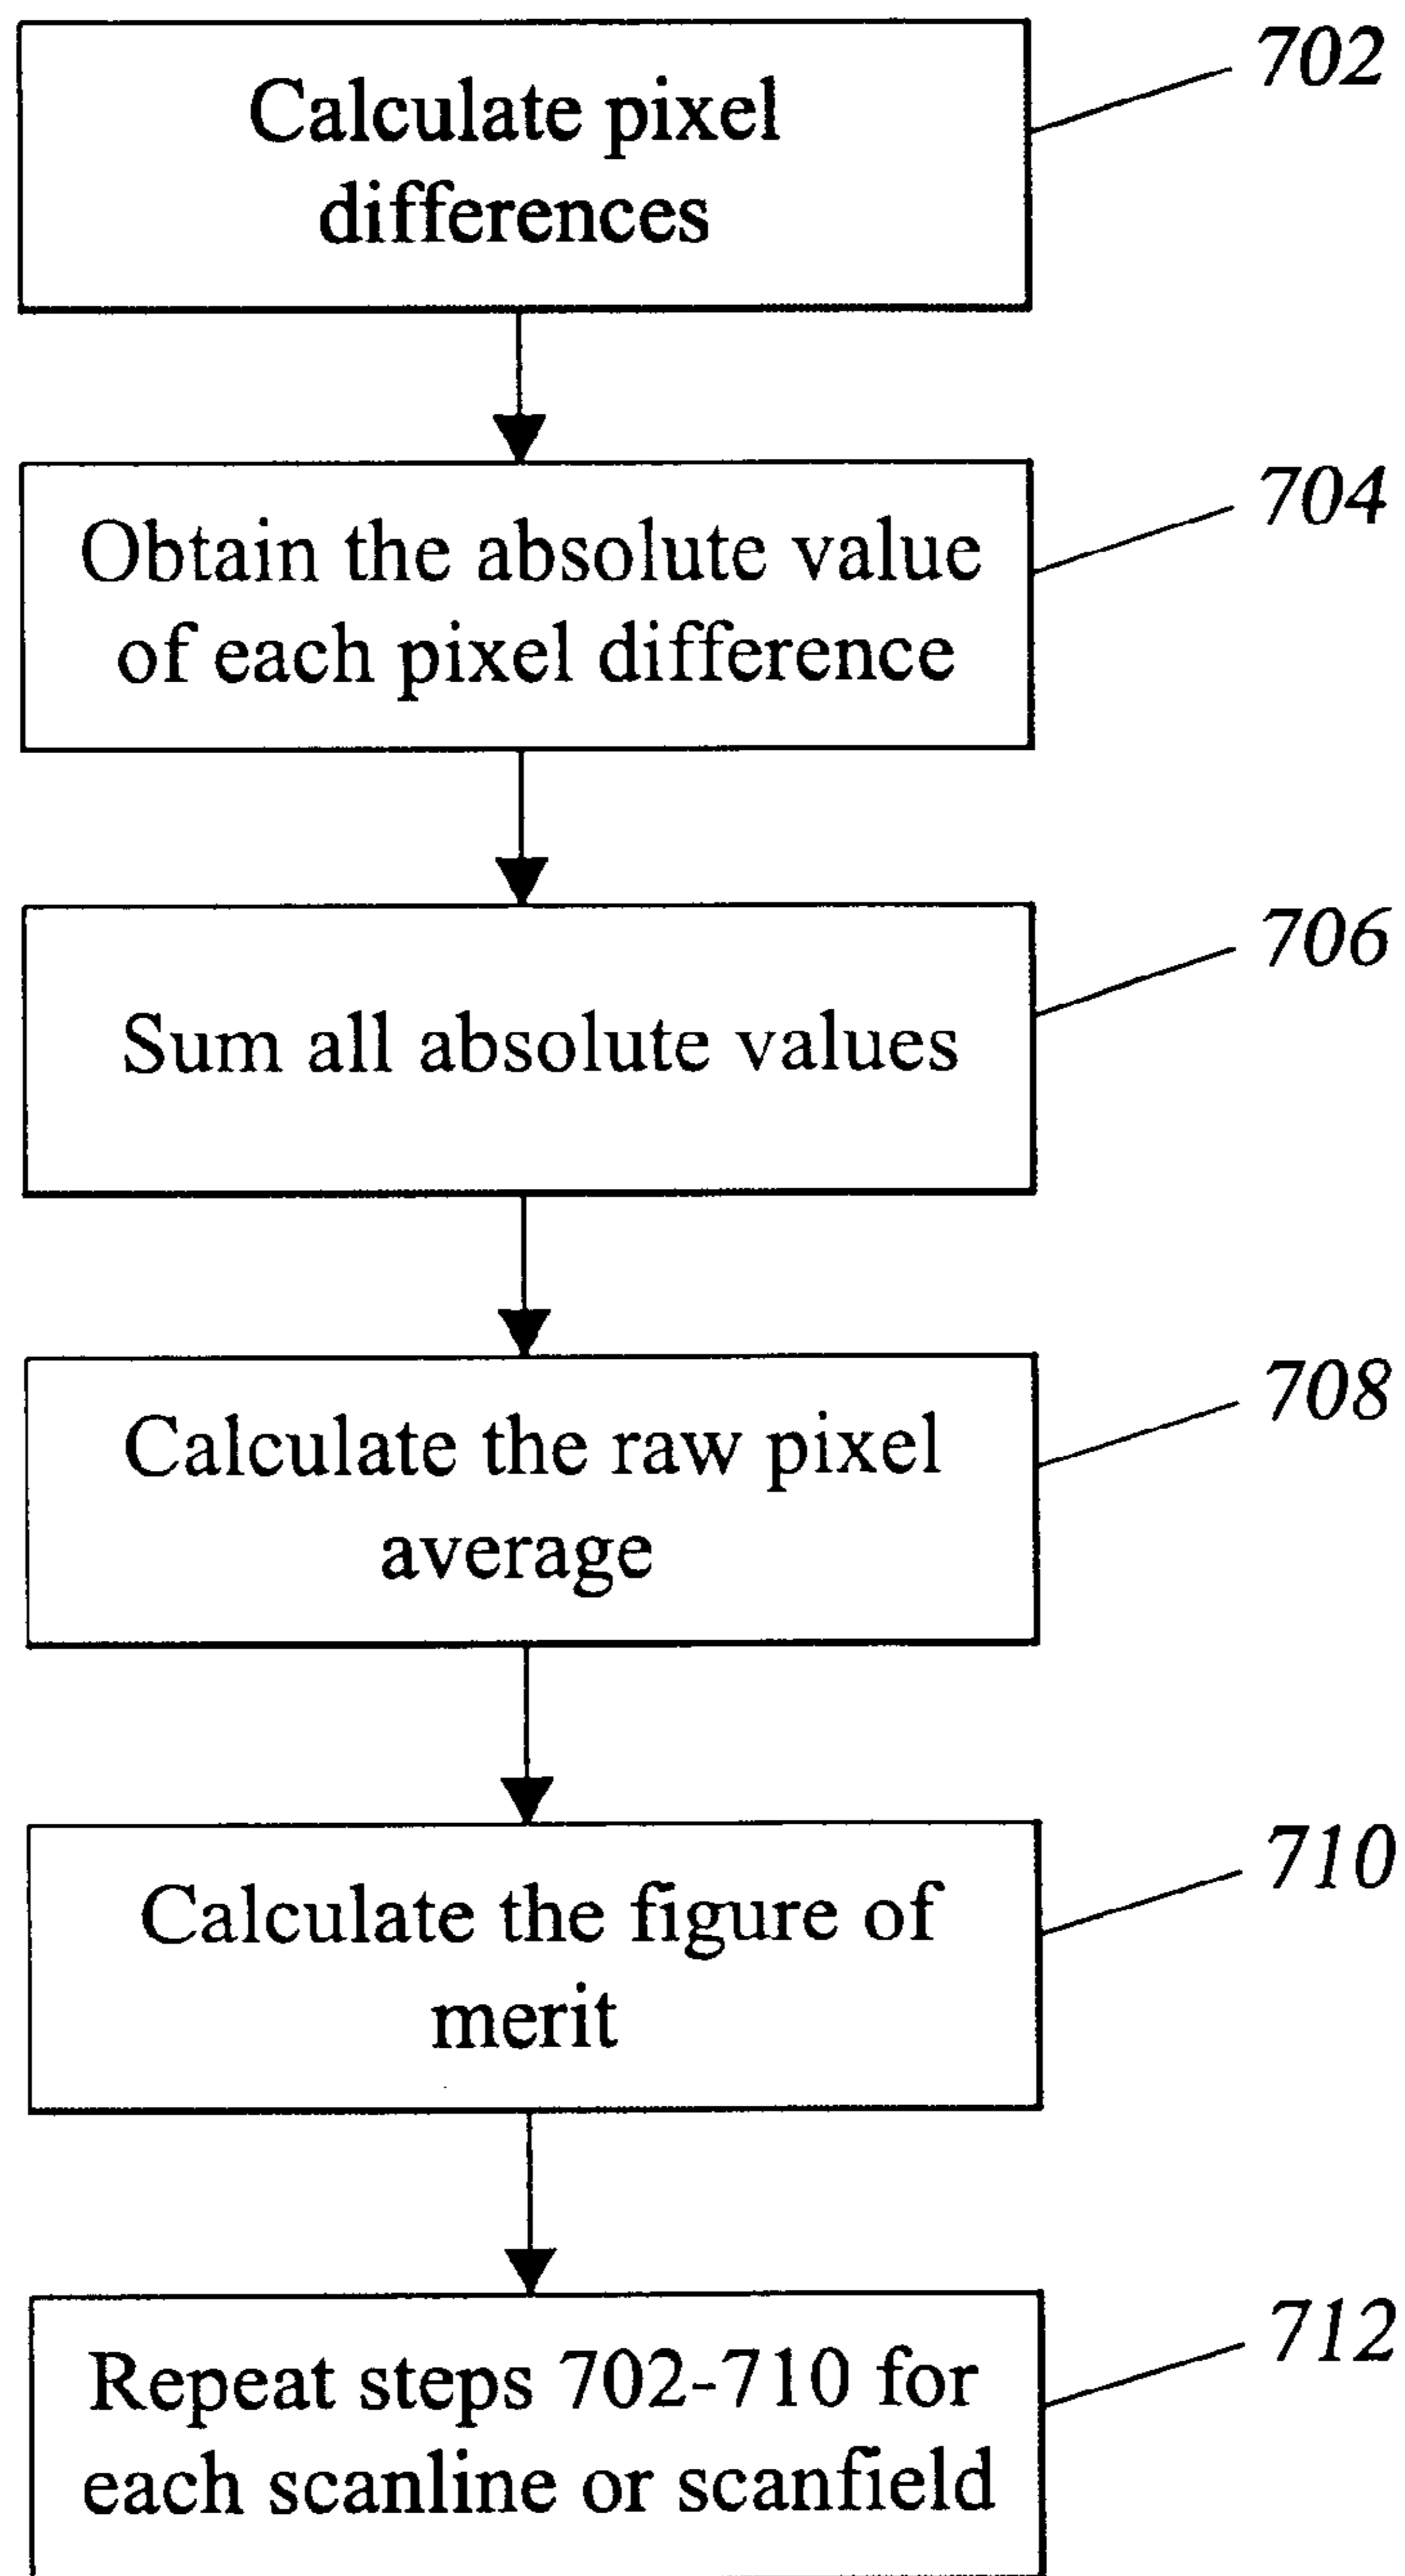 702
Calculate pixel
differences
704
Obtain the absolute value
of each pixel difference
706
Sum all absolute values
708
Calculate the raw pixel
average
710
Calculate the figure of
merit
712
Repeat steps 702-710 for
each scanline or scanfield